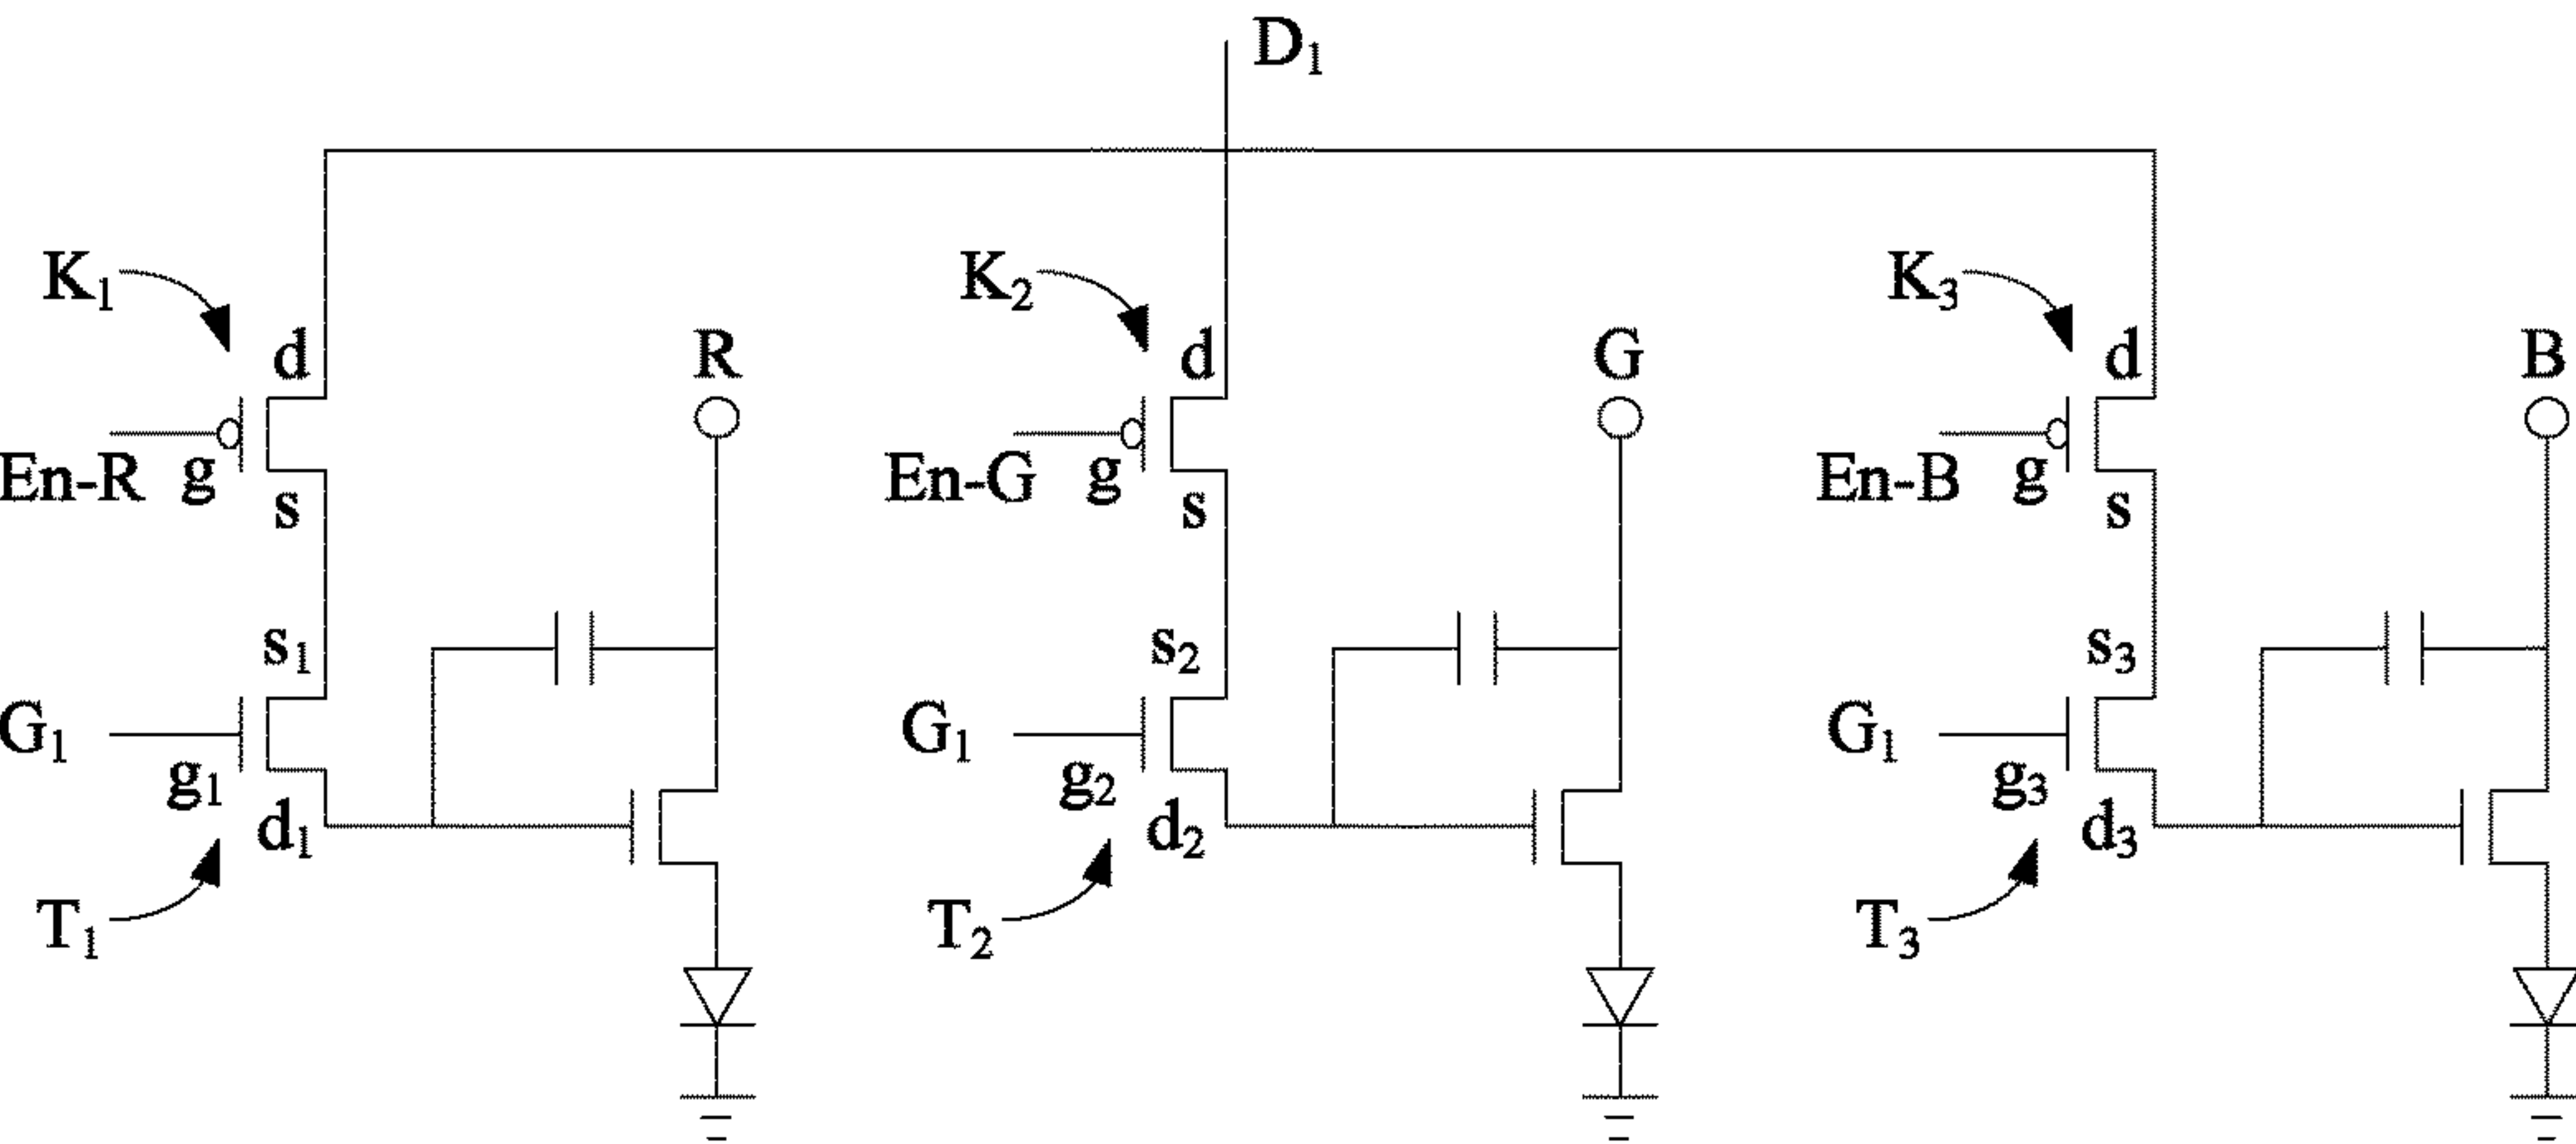 D₁
K₁ K₂ K₃
d R d G d B
En-R g En-G g En-B g
s s s
s₁ s₂ s₃
G₁ G₁ G₁
g₁ g₂ g₃
d₁ d₂ d₃
T₁ T₂ T₃